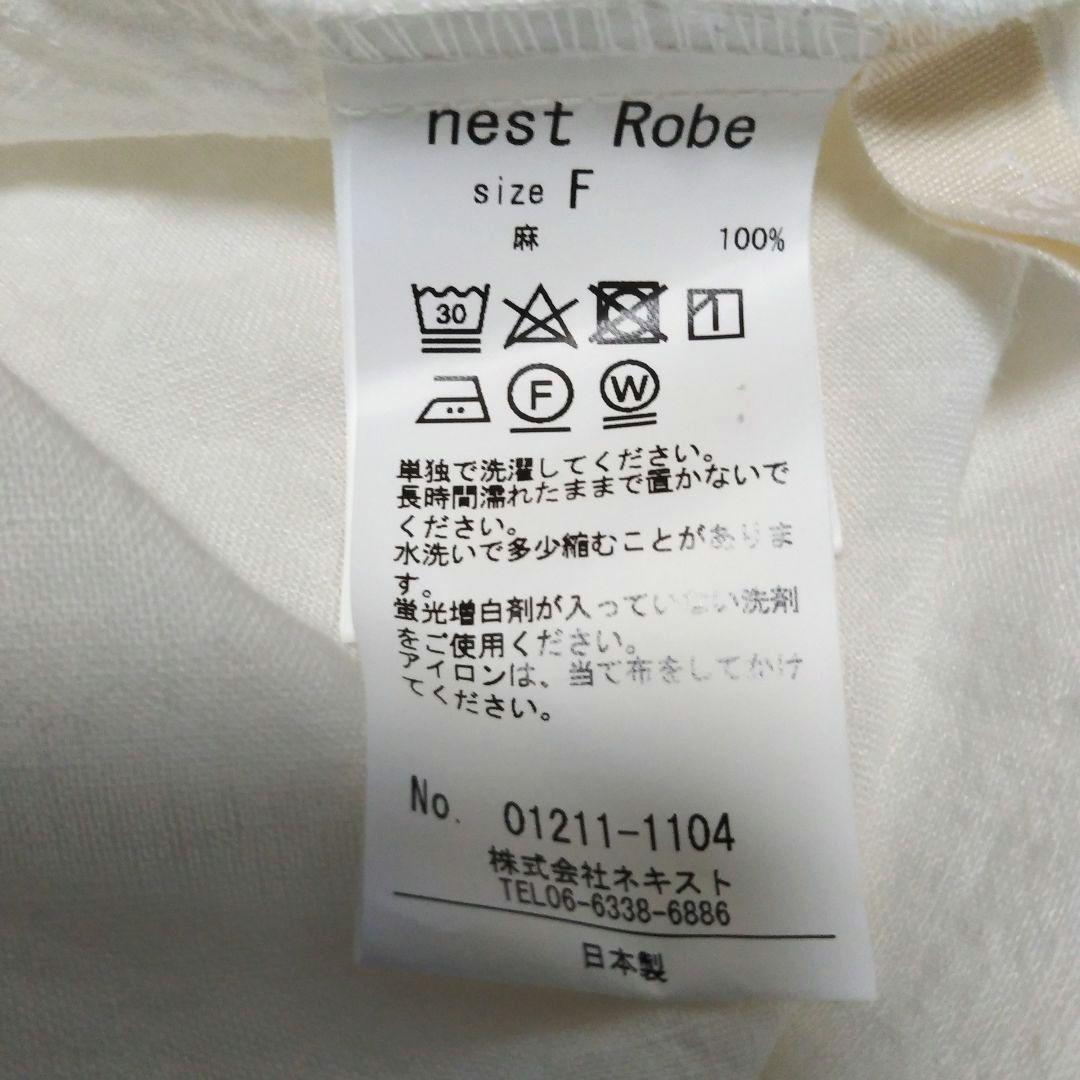 nest Robe
size F
麻 100%
30
F W
単独で洗濯してください。
長時間濡れたままで置かないで
ください。
水洗いで多少縮むことがありま
す。
蛍光増白剤が入っていない洗剤
をご使用ください。
アイロンは、当て布をしてかけ
てください。
No. 01211-1104
株式会社ネキスト
TEL06-6338-6886
日本製